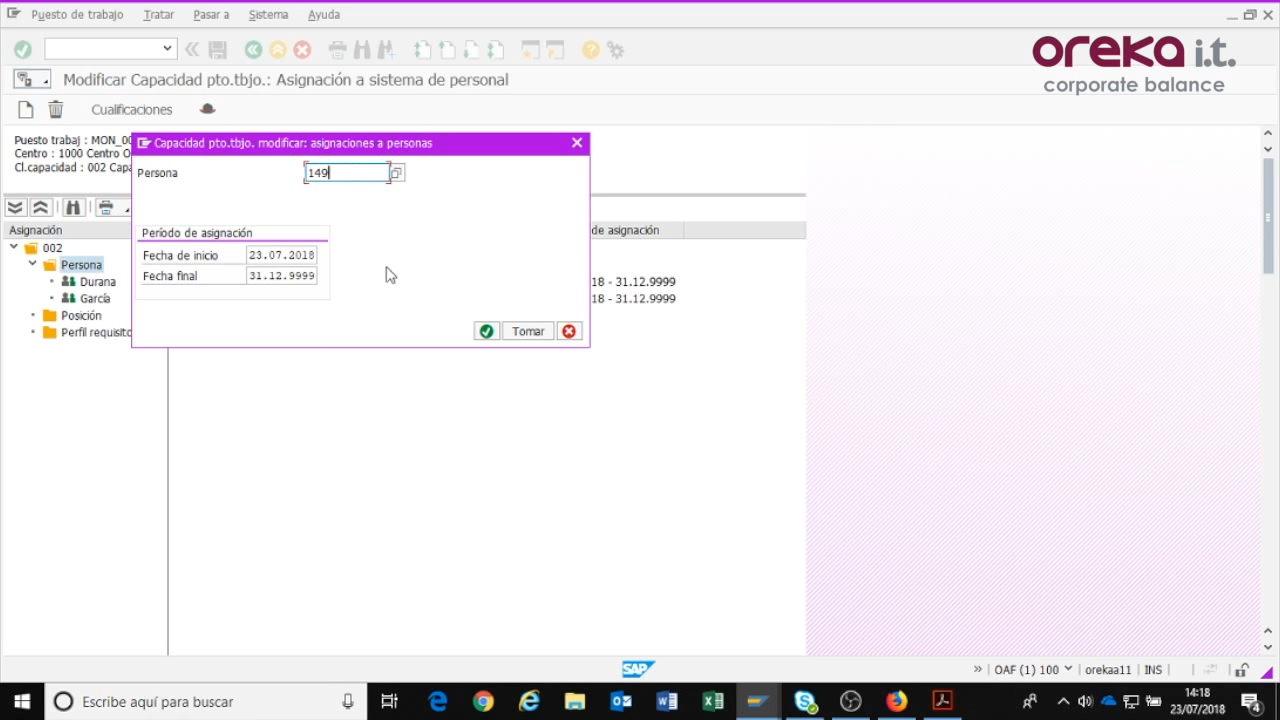 Puesto de trabajo Tratar Pasar a Sistema Ayuda
oreka i.t.
corporate balance
Modificar Capacidad pto.tbjo.: Asignación a sistema de personal
Cualificaciones
Puesto trabaj : MON_00
Centro : 1000 Centro O
Cl.capacidad : 002 Capa
Capacidad pto.tbjo. modificar: asignaciones a personas
Persona 149
Período de asignación
Fecha de inicio 23.07.2018
Fecha final 31.12.9999
Tomar
Asignación de asignación
002
Persona
Durana 18 - 31.12.9999
García 18 - 31.12.9999
Posición
Perfil requisito
SAP
» OAF (1) 100 orekaa11 INS
Escribe aquí para buscar
14:18
23/07/2018
4